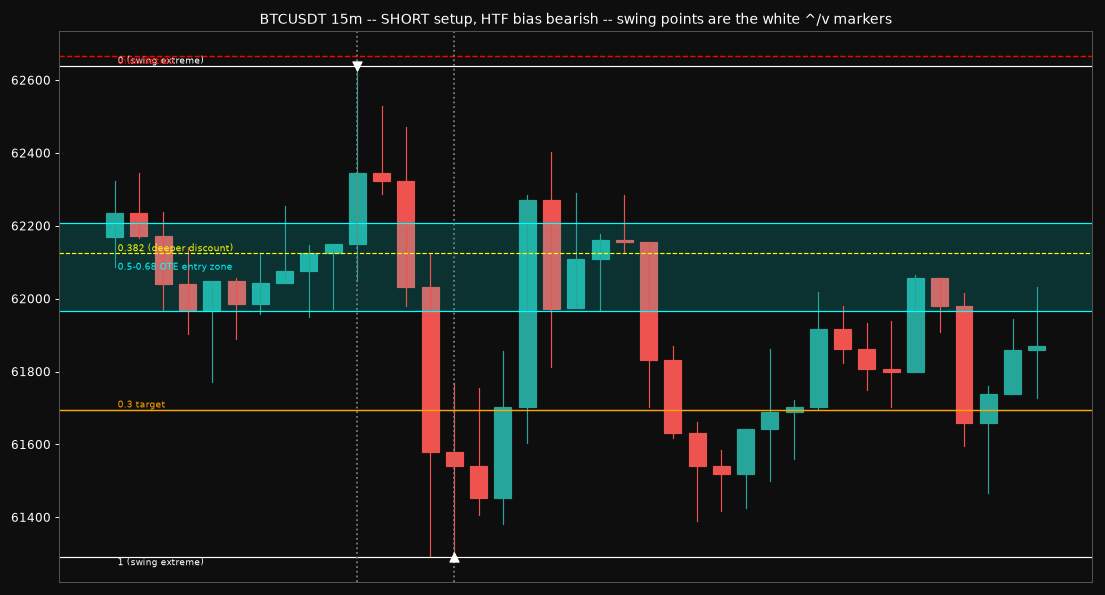 BTCUSDT 15m -- SHORT setup, HTF bias bearish -- swing points are the white ^/v markers
0 (swing extreme)
62600
62400
62200
0.382 (deeper discount)
0.5-0.68 OTE entry zone
62000
61800
0.3 target
61600
61400
1 (swing extreme)